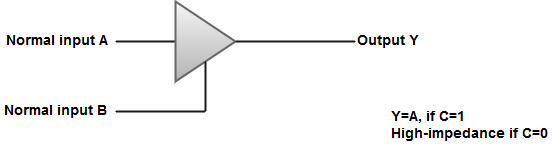 Normal input A
Output Y
Normal input B
Y=A, if C=1
High-impedance if C=0